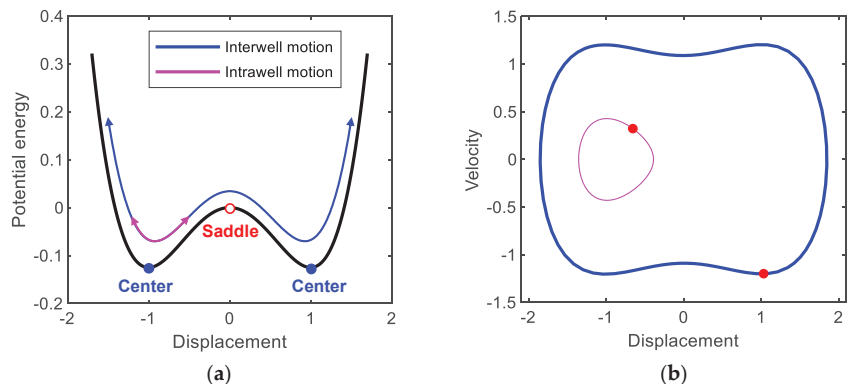 0.4
0.3
0.2
0.1
0
-0.1
-0.2
-2
-1
0
1
2
Potential energy
Displacement
Interwell motion
Intrawell motion
Saddle
Center
Center
(a)
1.5
1
0.5
0
-0.5
-1
-1.5
-2
-1
0
1
2
Velocity
Displacement
(b)